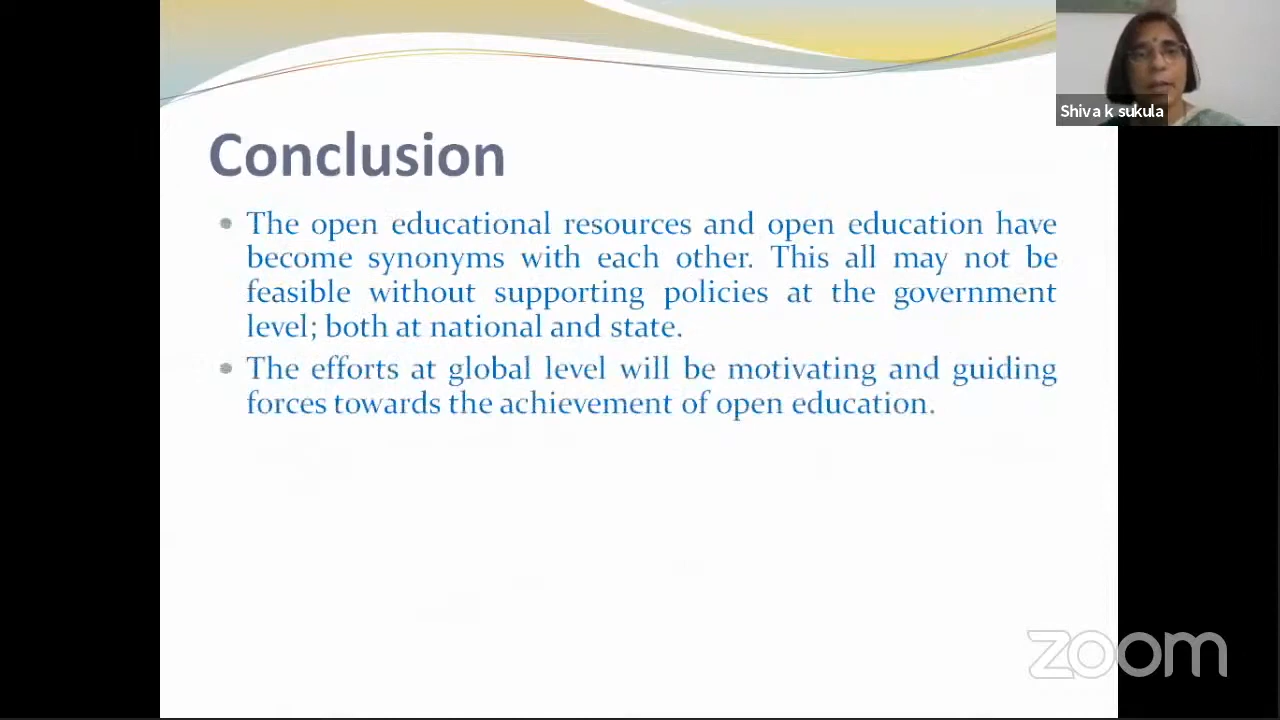 Shiva k sukula
Conclusion
The open educational resources and open education have
become synonyms with each other. This all may not be
feasible without supporting policies at the government
level; both at national and state.
The efforts at global level will be motivating and guiding
forces towards the achievement of open education.
zoom